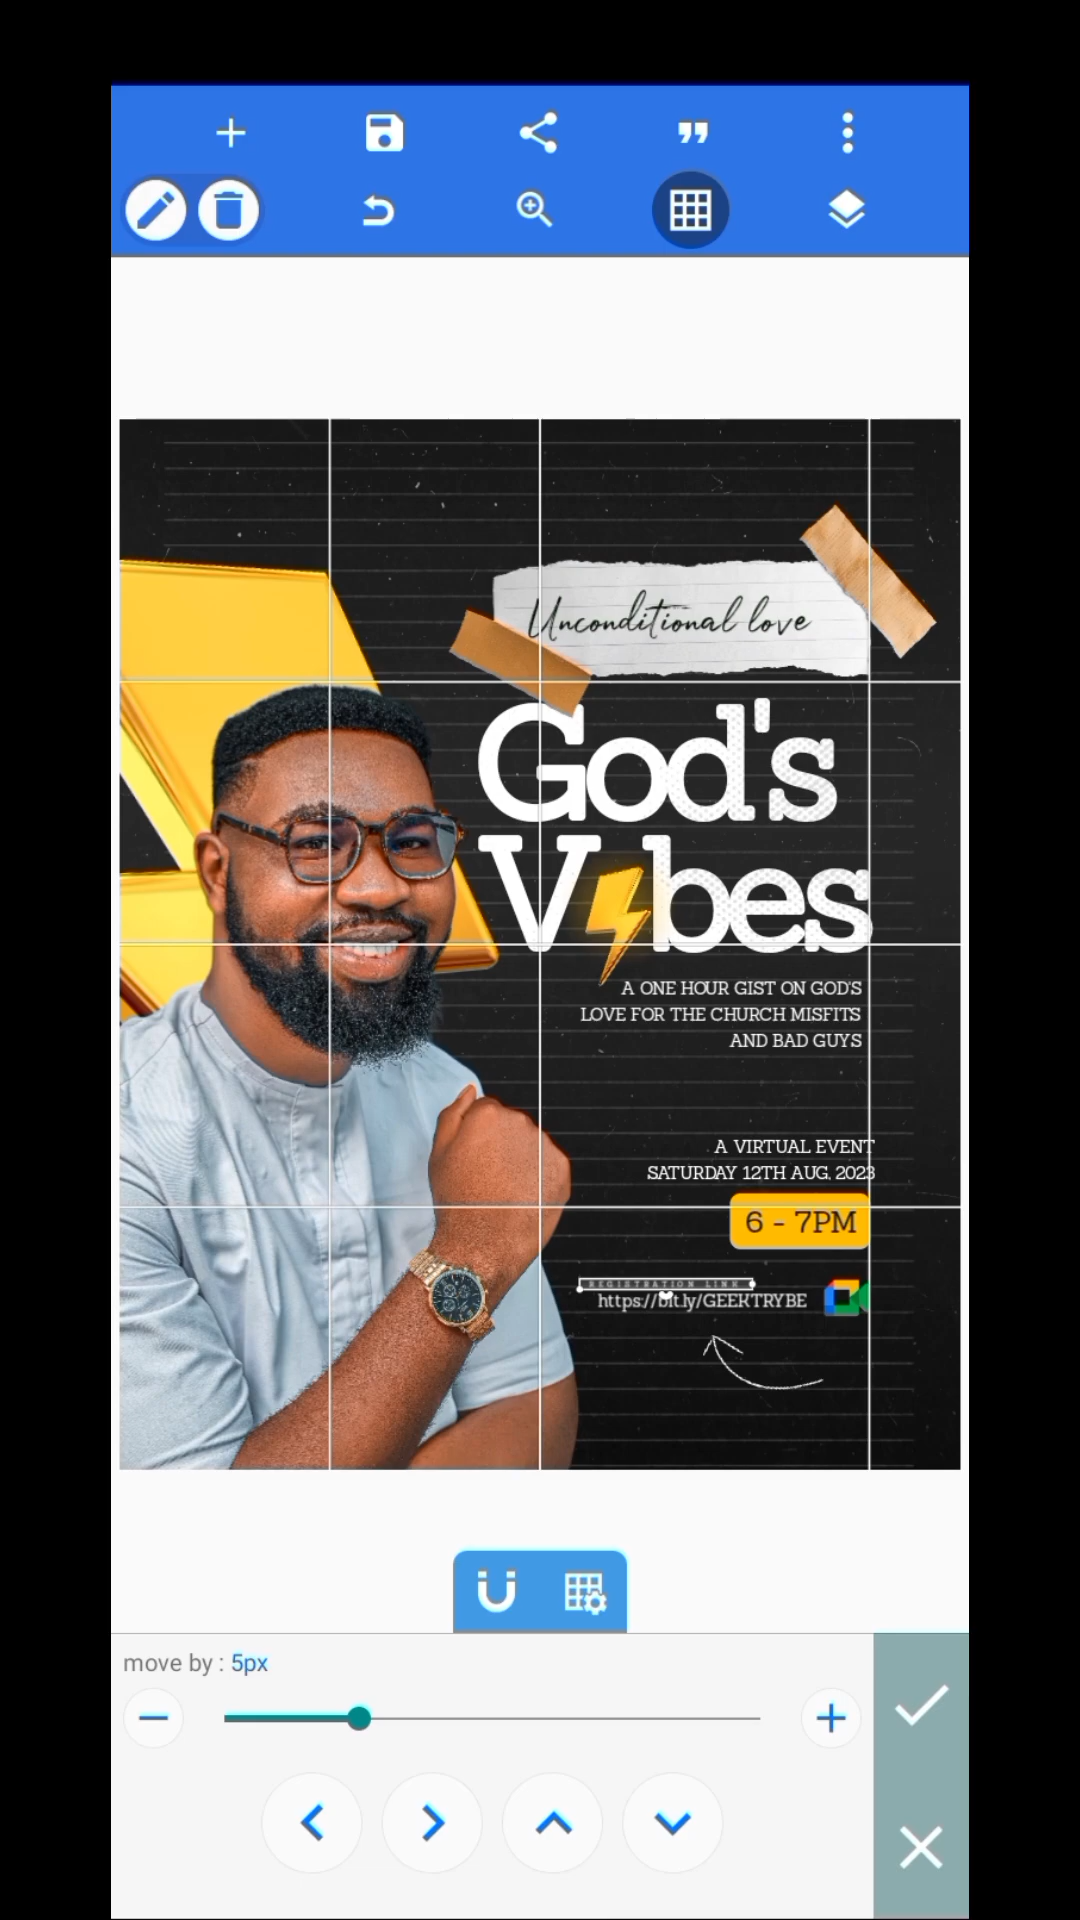 Unconditional love
God's
V bes
A ONE HOUR GIST ON GOD'S
LOVE FOR THE CHURCH MISFITS
AND BAD GUYS
A VIRTUAL EVENT
SATURDAY 12TH AUG, 2023
6 - 7PM
REGISTRATION LINK
https://bit.ly/GEEKTRYBE
move by : 5px